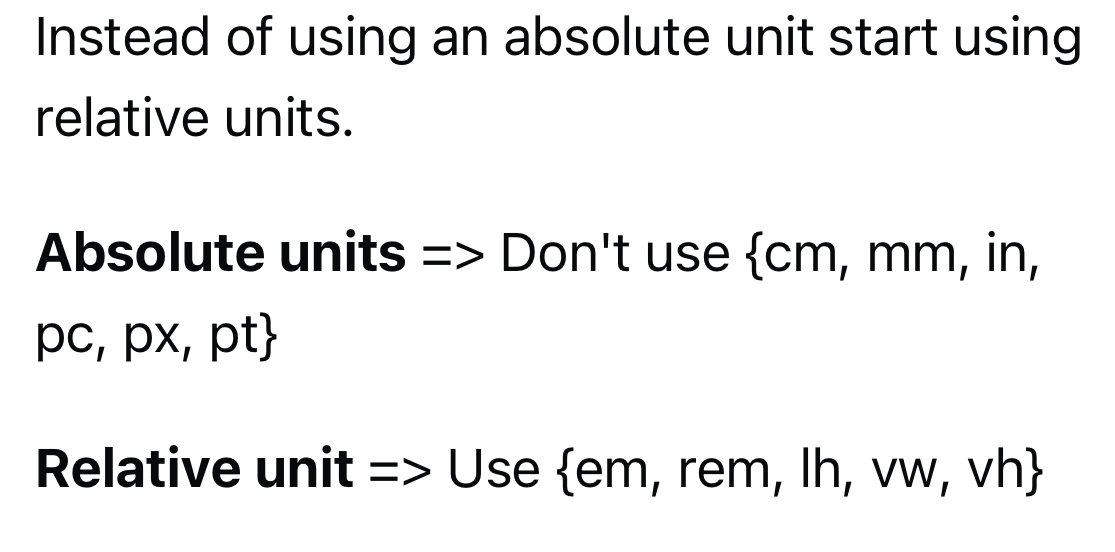 Instead of using an absolute unit start using
relative units.
Absolute units => Don't use {cm, mm, in,
pc, px, pt}
Relative unit => Use {em, rem, lh, vw, vh}